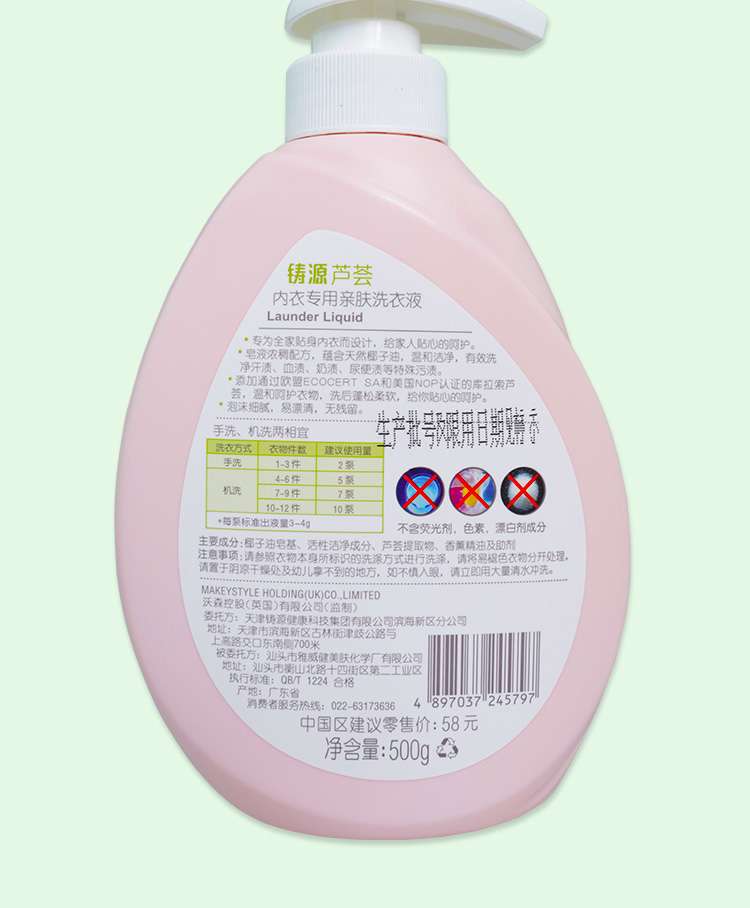 铸源芦荟
内衣专用亲肤洗衣液
Launder Liquid
• 专为全家贴身内衣而设计，给家人贴心的呵护。
• 皂液浓稠配方，蕴含天然椰子油，温和洁净，有效洗
净汗渍、血渍、奶渍、尿便渍等特殊污渍。
• 添加通过欧盟ECOCERT SA和美国NOP认证的库拉索芦
荟，温和呵护衣物，洗后蓬松柔软，给你贴心的呵护。
• 泡沫细腻，易漂清，无残留。
生产批号及限用日期见瓶示
手洗、机洗两相宜
洗衣方式 衣物件数 建议使用量
手洗 1-3 件 2 泵
机洗 4-6 件 5 泵
7-9 件 7 泵
10-12 件 10 泵
*每泵标准出液量3-4g
不含荧光剂，色素，漂白剂成分
主要成分: 椰子油皂基、活性洁净成分、芦荟提取物、香薰精油及助剂
注意事项: 请参照衣物本身所标识的洗涤方式进行洗涤，请将易褪色衣物分开处理，
请置于阴凉干燥处及幼儿拿不到的地方，如不慎入眼，请立即用大量清水冲洗。
MAKEYSTYLE HOLDING(UK)CO.,LIMITED
沃森控股(英国)有限公司(监制)
委托方: 天津铸源健康科技集团有限公司滨海新区分公司
地址: 天津市滨海新区古林街津歧公路与
上高路交口东南侧700米
被委托方: 汕头市雅威健美肤化学厂有限公司
地址: 汕头市衡山北路十四街区第二工业区
执行标准: QB/T 1224 合格
产地: 广东省
消费者服务热线: 022-63173636
4 897037 245797
中国区建议零售价: 58 元
净含量:500g